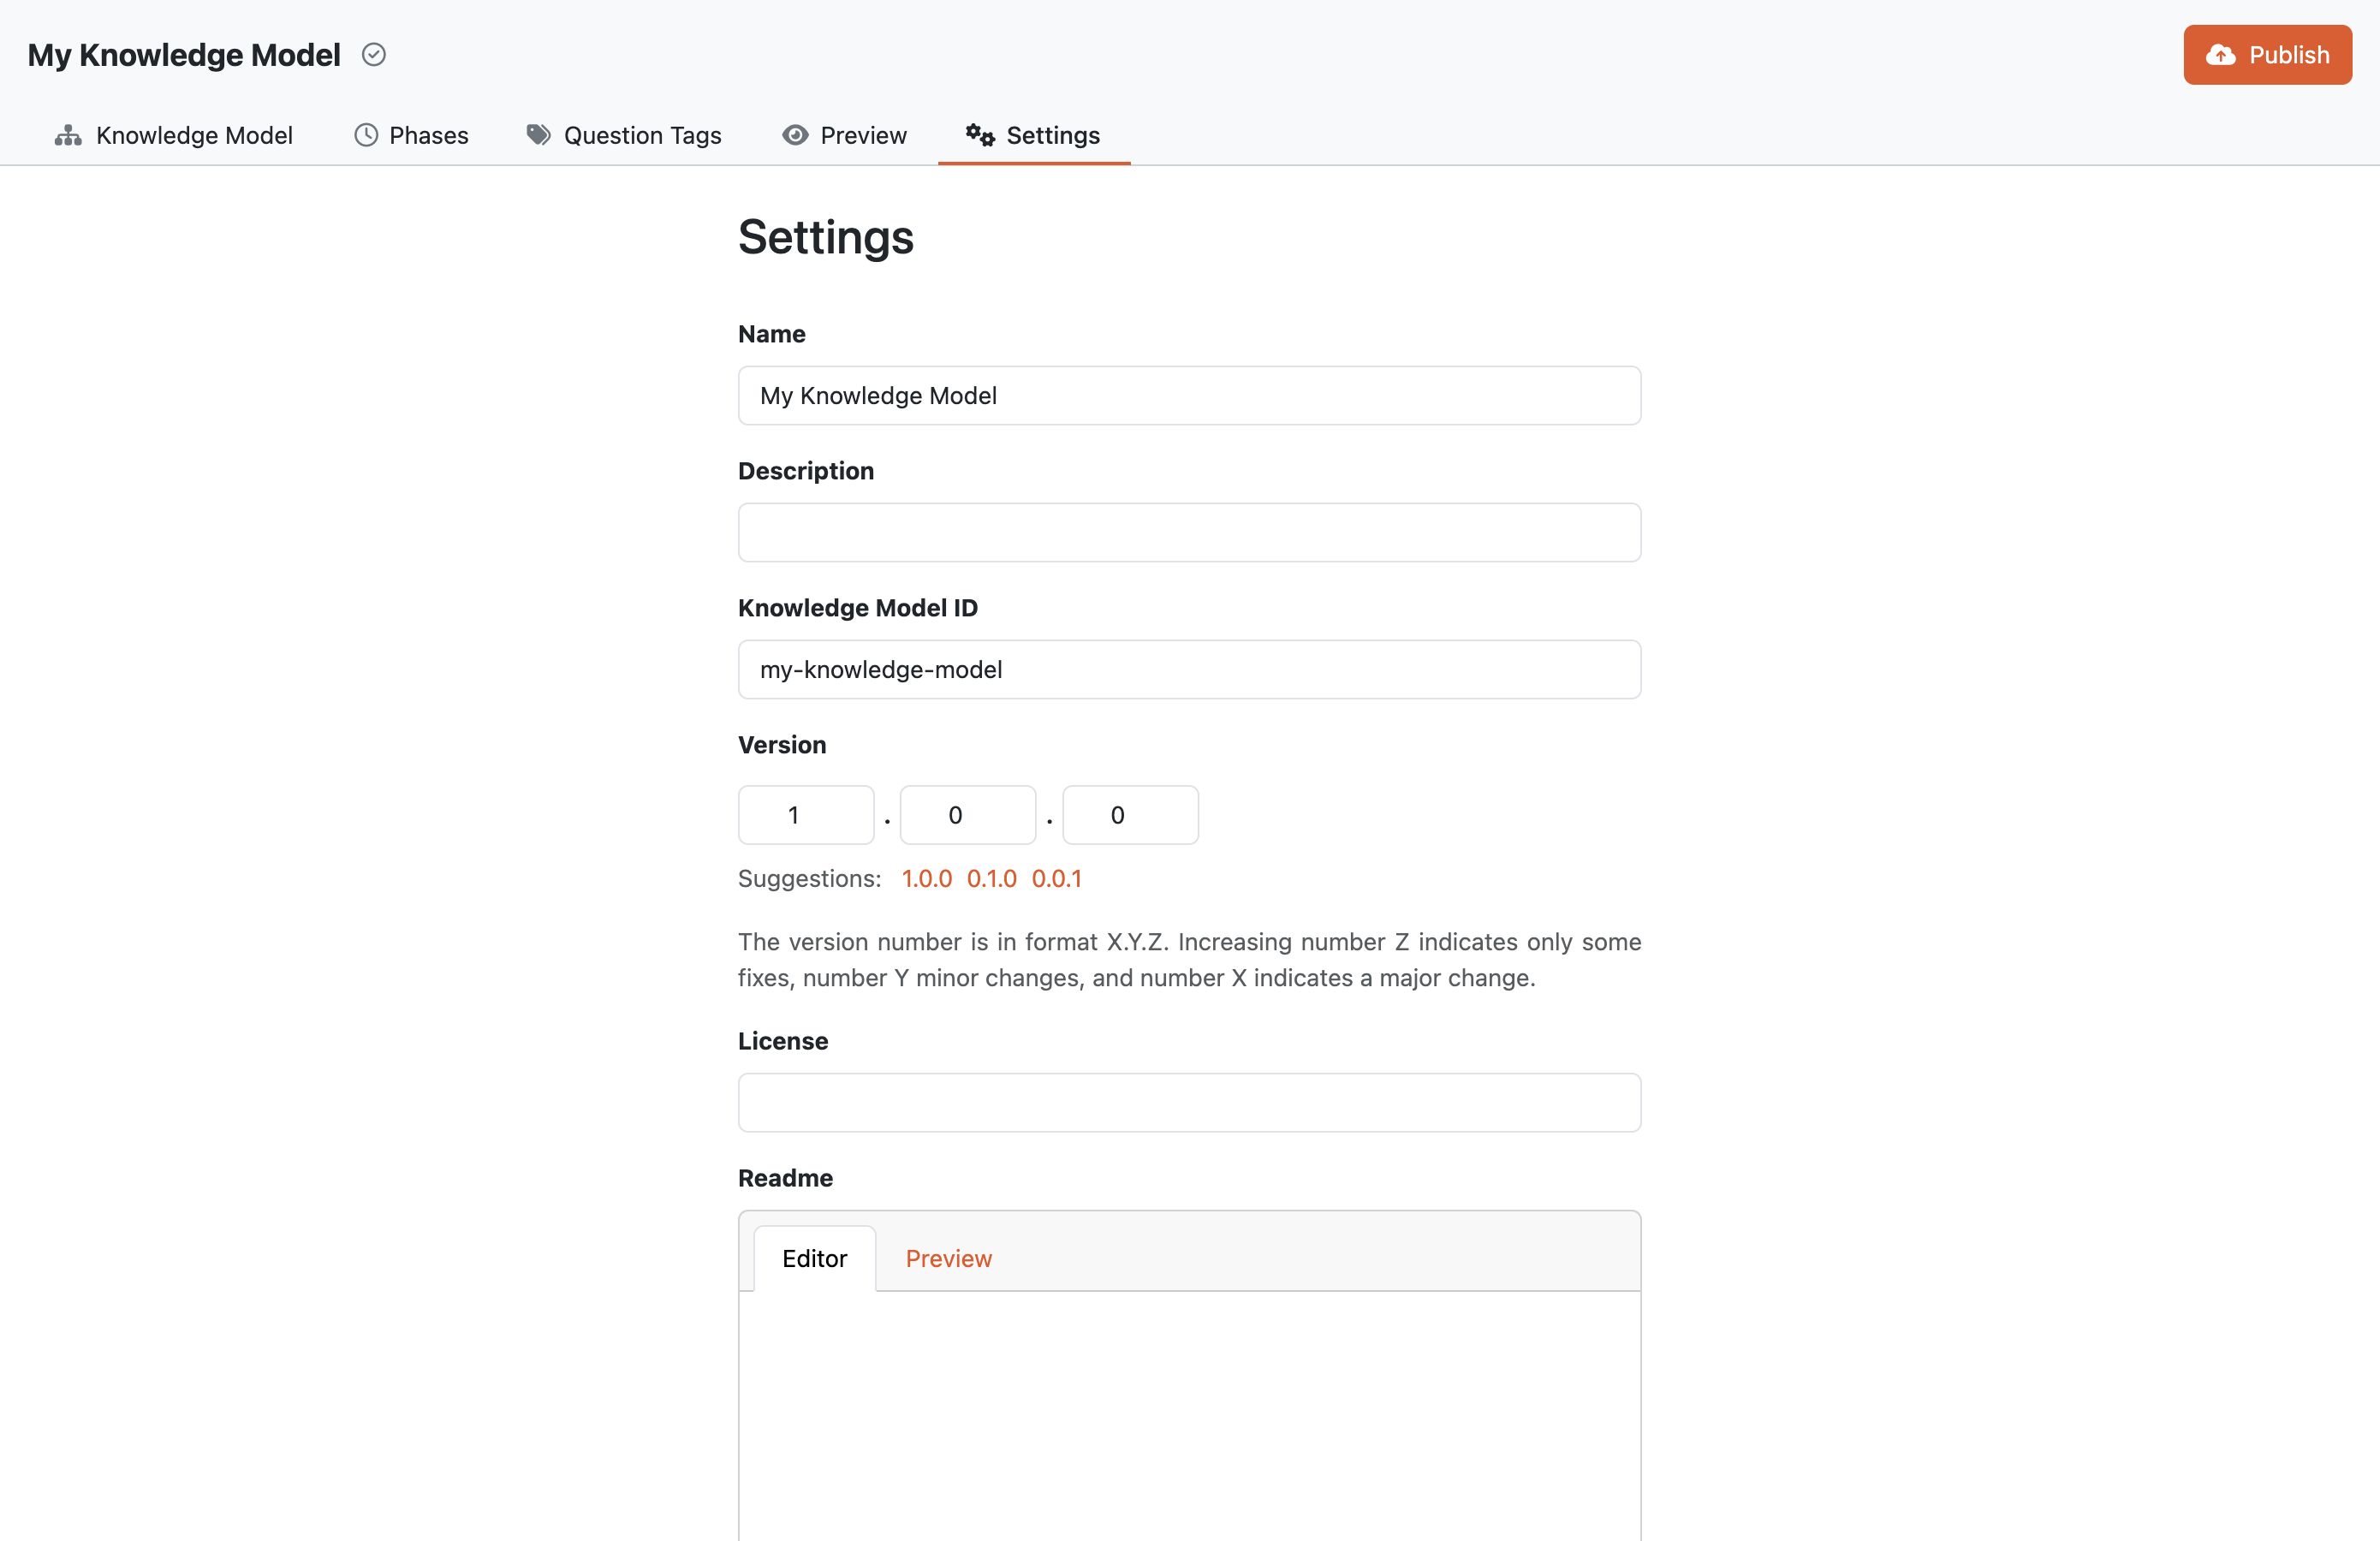 My Knowledge Model
Publish
Knowledge Model
Phases
Question Tags
Preview
Settings
Settings
Name
My Knowledge Model
Description
Knowledge Model ID
my-knowledge-model
Version
1 . 0 . 0
Suggestions: 1.0.0 0.1.0 0.0.1
The version number is in format X.Y.Z. Increasing number Z indicates only some
fixes, number Y minor changes, and number X indicates a major change.
License
Readme
Editor
Preview